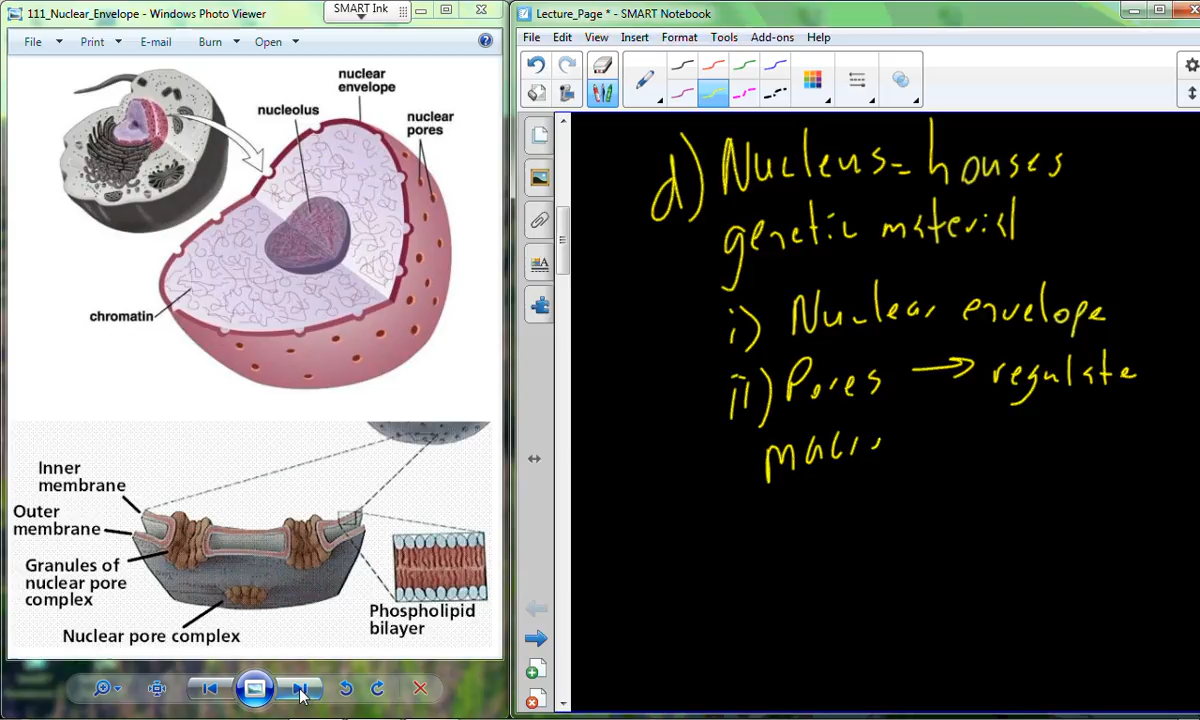 111_Nuclear_Envelope - Windows Photo Viewer
SMART Ink
File Print E-mail Burn Open
nuclear
envelope
nucleolus
nuclear
pores
chromatin
Inner
membrane
Outer
membrane
Granules of
nuclear pore
complex
Nuclear pore complex
Phospholipid
bilayer
Lecture_Page * - SMART Notebook
File Edit View Insert Format Tools Add-ons Help
d) Nucleus = houses
genetic material
i) Nuclear envelope
ii) Pores → regulate
macr